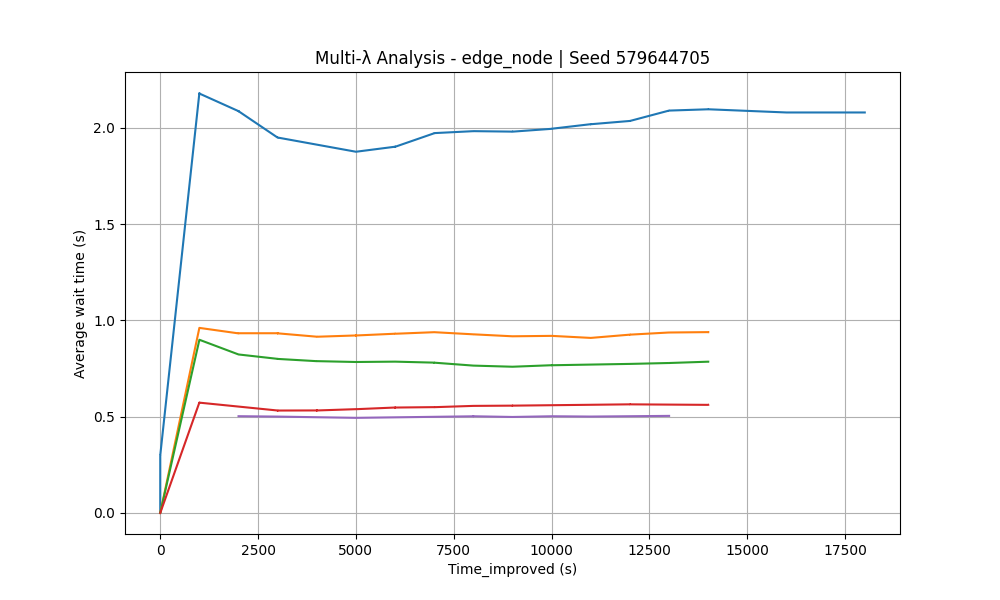 Multi-λ Analysis - edge_node | Seed 579644705
Average wait time (s)
2.0
1.5
1.0
0.5
0.0
0 2500 5000 7500 10000 12500 15000 17500
Time_improved (s)